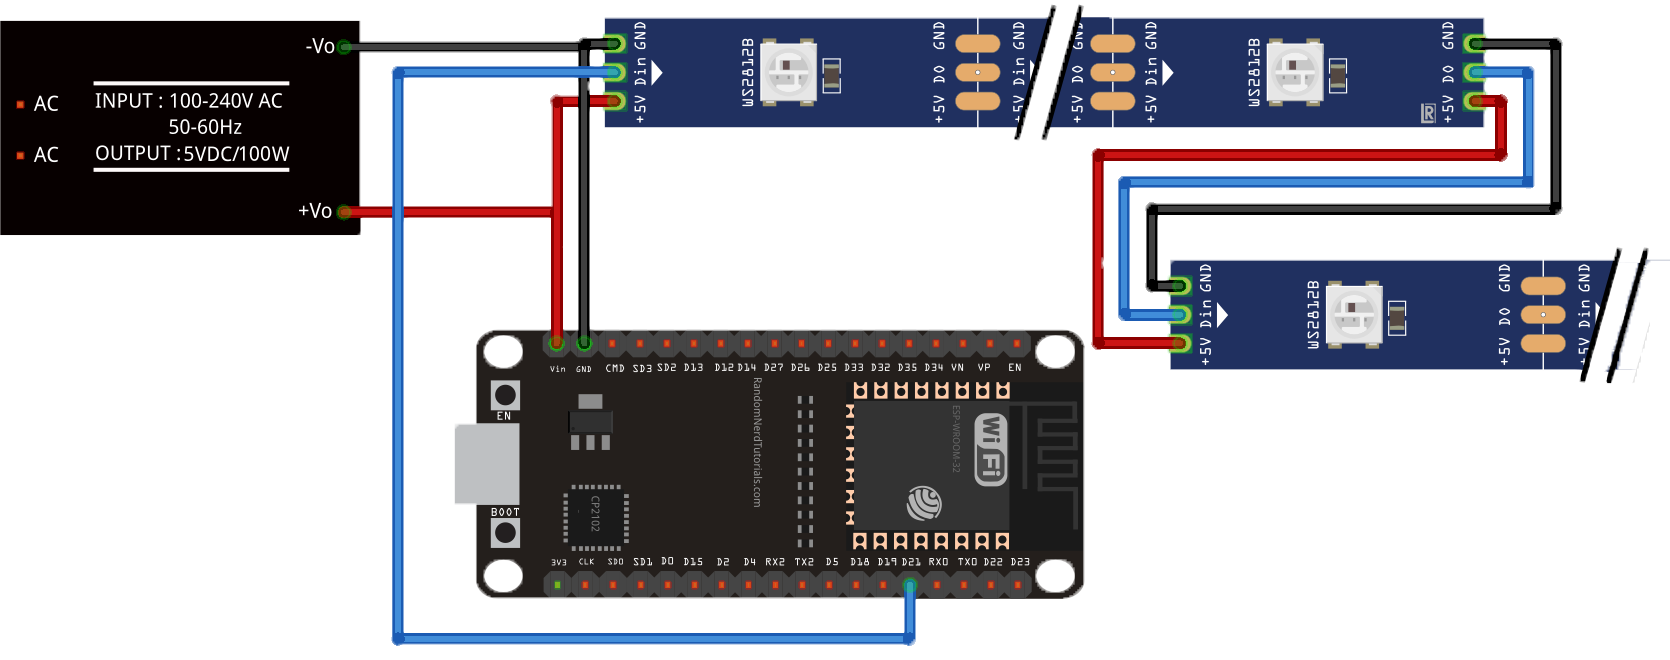 -Vo
AC
INPUT : 100-240V AC
50-60Hz
AC
OUTPUT : 5VDC/100W
+Vo
GND
Din
+5V
WS2812B
GND
DO
+5V
GND
Din
+5V
GND
DO
+5V
GND
Din
+5V
WS2812B
R
GND
DO
+5V
GND
Din
+5V
WS2812B
GND
DO
+5V
GND
Din
+5V
Vin GND CMD SD3 SD2 D13 D12 D14 D27 D26 D25 D33 D32 D35 D34 VN VP EN
EN
RandomNerdTutorials.com
ESP-WROOM-32
WiFi
CP2102
BOOT
3V3 CLK SD0 SD1 D0 D15 D2 D4 RX2 TX2 D5 D18 D19 D21 RX0 TX0 D22 D23